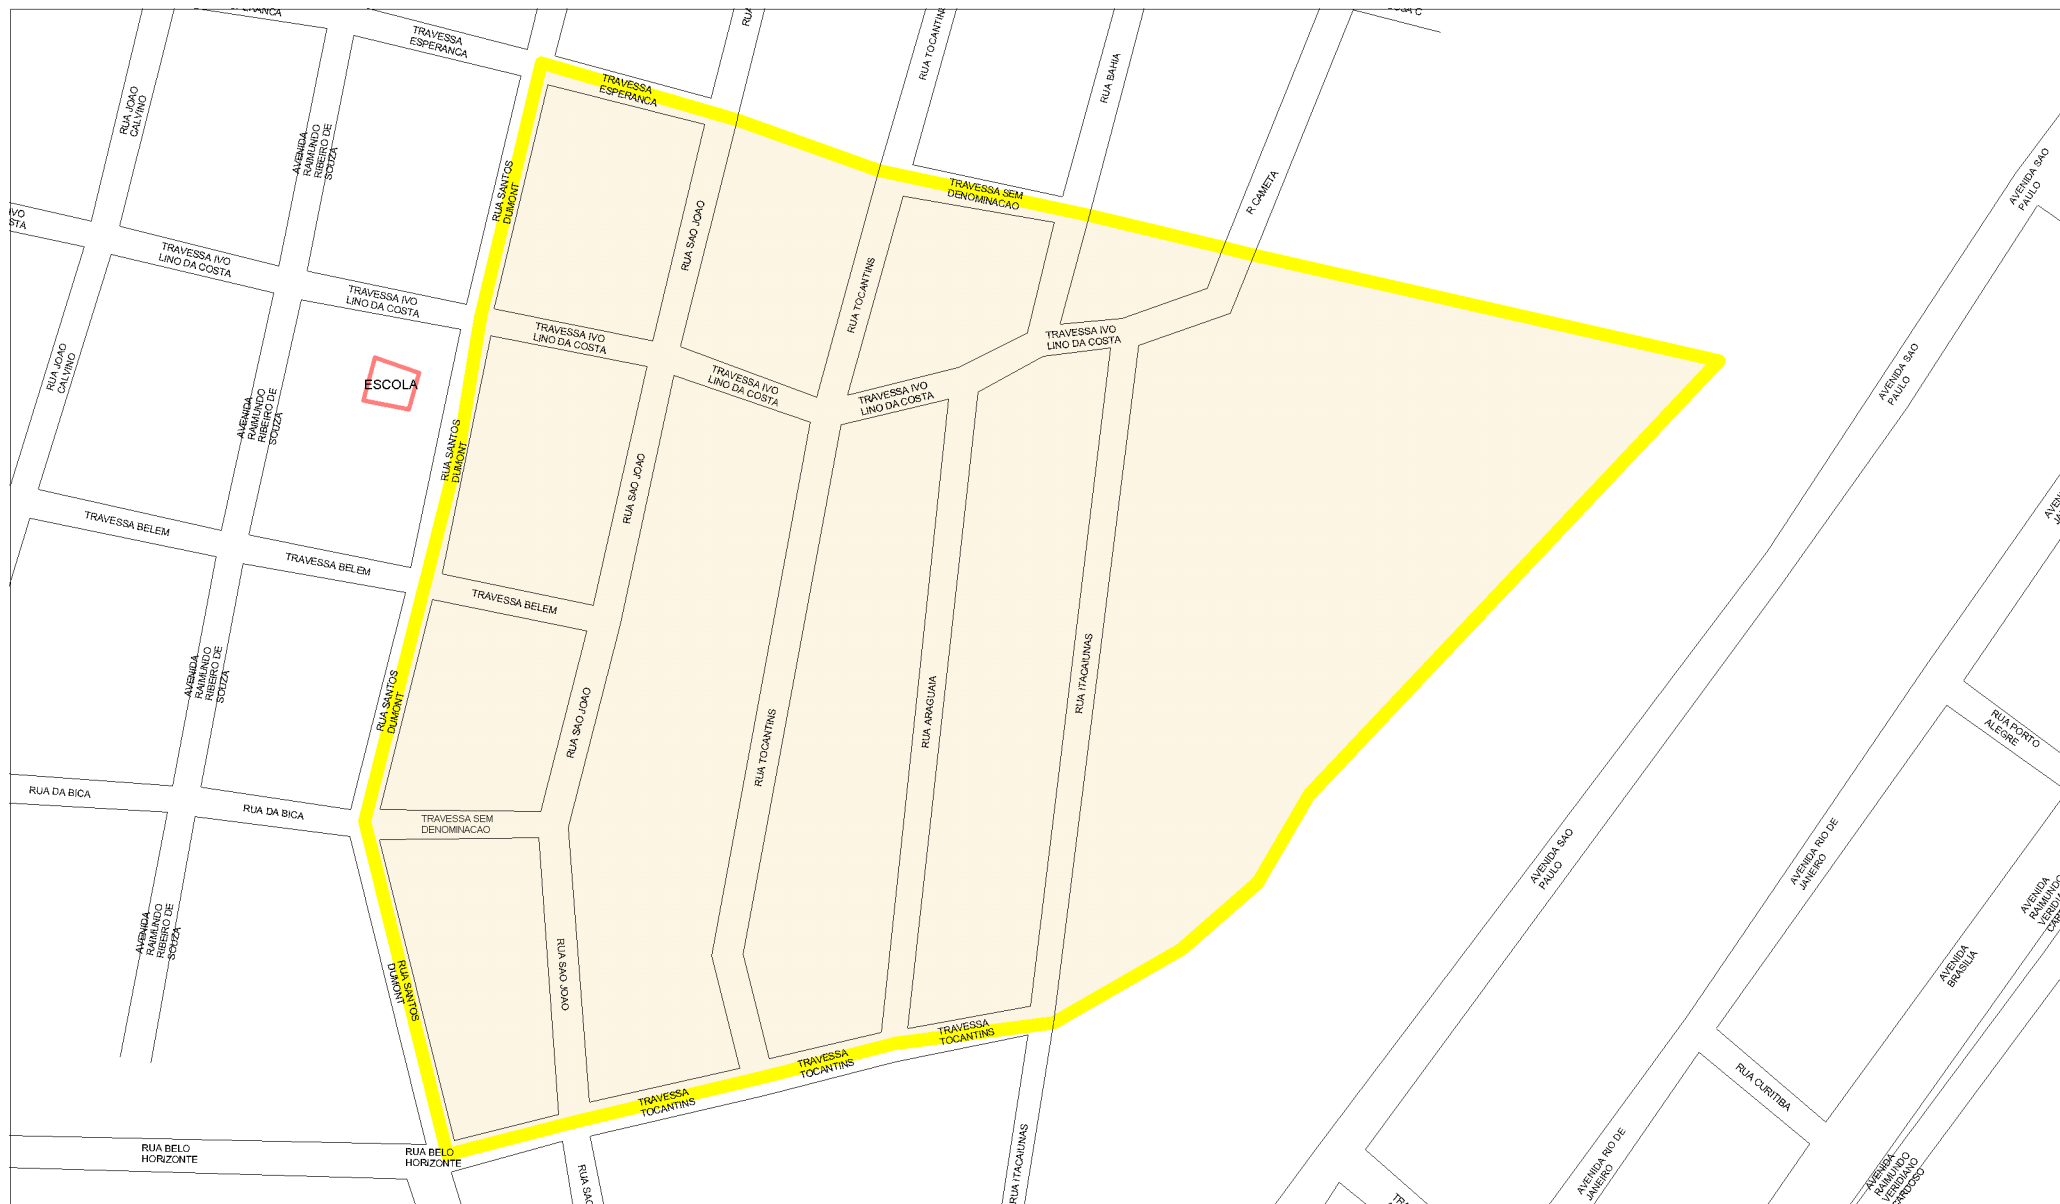 TRAVESSA
ESPERANCA
RUA TOCANTINS
RUA BAHIA
TRAVESSA
ESPERANCA
RUA JOAO
CALVINO
AVENIDA
RAIMUNDO
RIBEIRO DE
SOUZA
RUA SANTOS
DUMONT
TRAVESSA SEM
DENOMINACAO
R CAMETA
AVENIDA SAO
PAULO
RUA SAO JOAO
TRAVESSA IVO
LINO DA COSTA
TRAVESSA IVO
LINO DA COSTA
RUA TOCANTINS
TRAVESSA IVO
LINO DA COSTA
TRAVESSA IVO
LINO DA COSTA
RUA JOAO
CALVINO
ESCOLA
TRAVESSA IVO
LINO DA COSTA
TRAVESSA IVO
LINO DA COSTA
AVENIDA SAO
PAULO
AVENIDA
RAIMUNDO
RIBEIRO DE
SOUZA
RUA SANTOS
DUMONT
RUA SAO JOAO
TRAVESSA BELEM
TRAVESSA BELEM
TRAVESSA BELEM
AVENIDA
RAIMUNDO
RIBEIRO DE
SOUZA
RUA SANTOS
DUMONT
RUA SAO JOAO
RUA TOCANTINS
RUA ARAGUAIA
RUA ITACAIUNAS
RUA PORTO
ALEGRE
RUA DA BICA
RUA DA BICA
TRAVESSA SEM
DENOMINACAO
AVENIDA SAO
PAULO
AVENIDA RIO DE
JANEIRO
AVENIDA
RAIMUNDO
RIBEIRO DE
SOUZA
RUA SANTOS
DUMONT
RUA SAO JOAO
AVENIDA
RAIMUNDO
AVENIDA
BRASILIA
TRAVESSA
TOCANTINS
TRAVESSA
TOCANTINS
TRAVESSA
TOCANTINS
RUA CURITIBA
RUA BELO
HORIZONTE
RUA BELO
HORIZONTE
RUA ITACAIUNAS
AVENIDA RIO DE
JANEIRO
AVENIDA
RAIMUNDO
VERIDIANO
CARDOSO